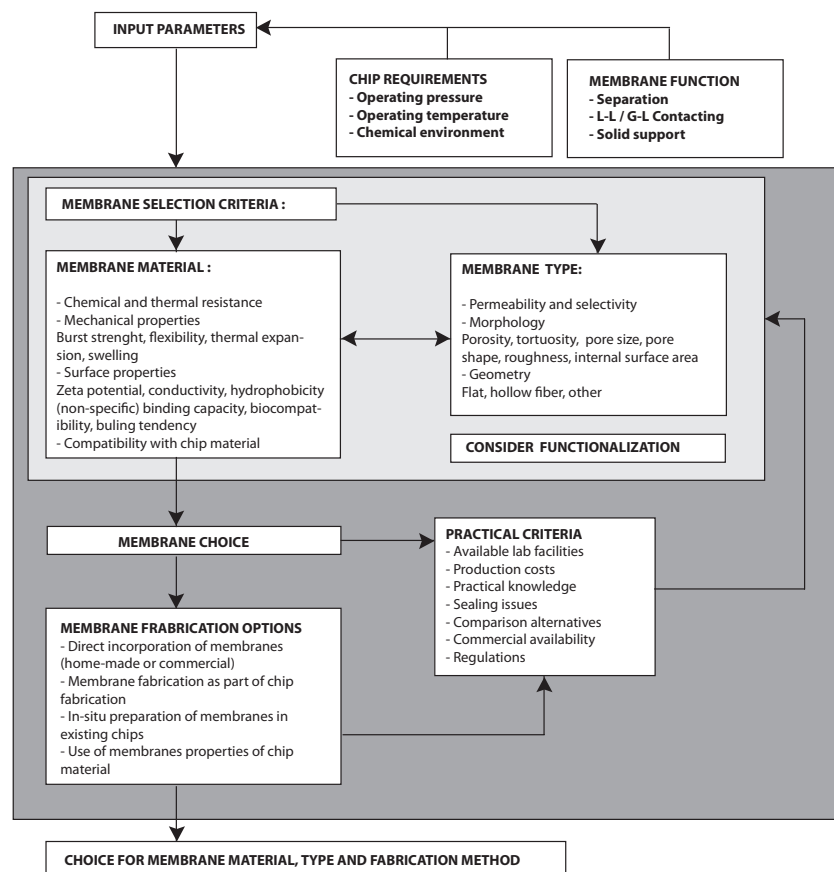 INPUT PARAMETERS
CHIP REQUIREMENTS
- Operating pressure
- Operating temperature
- Chemical environment
MEMBRANE FUNCTION
- Separation
- L-L / G-L Contacting
- Solid support
MEMBRANE SELECTION CRITERIA :
MEMBRANE MATERIAL :
- Chemical and thermal resistance
- Mechanical properties
Burst strenght, flexibility, thermal expan-
sion, swelling
- Surface properties
Zeta potential, conductivity, hydrophobicity
(non-specific) binding capacity, biocompat-
ibility, buling tendency
- Compatibility with chip material
MEMBRANE TYPE:
- Permeability and selectivity
- Morphology
Porosity, tortuosity, pore size, pore
shape, roughness, internal surface area
- Geometry
Flat, hollow fiber, other
CONSIDER FUNCTIONALIZATION
MEMBRANE CHOICE
PRACTICAL CRITERIA
- Available lab facilities
- Production costs
- Practical knowledge
- Sealing issues
- Comparison alternatives
- Commercial availability
- Regulations
MEMBRANE FRABRICATION OPTIONS
- Direct incorporation of membranes
(home-made or commercial)
- Membrane fabrication as part of chip
fabrication
- In-situ preparation of membranes in
existing chips
- Use of membranes properties of chip
material
CHOICE FOR MEMBRANE MATERIAL, TYPE AND FABRICATION METHOD